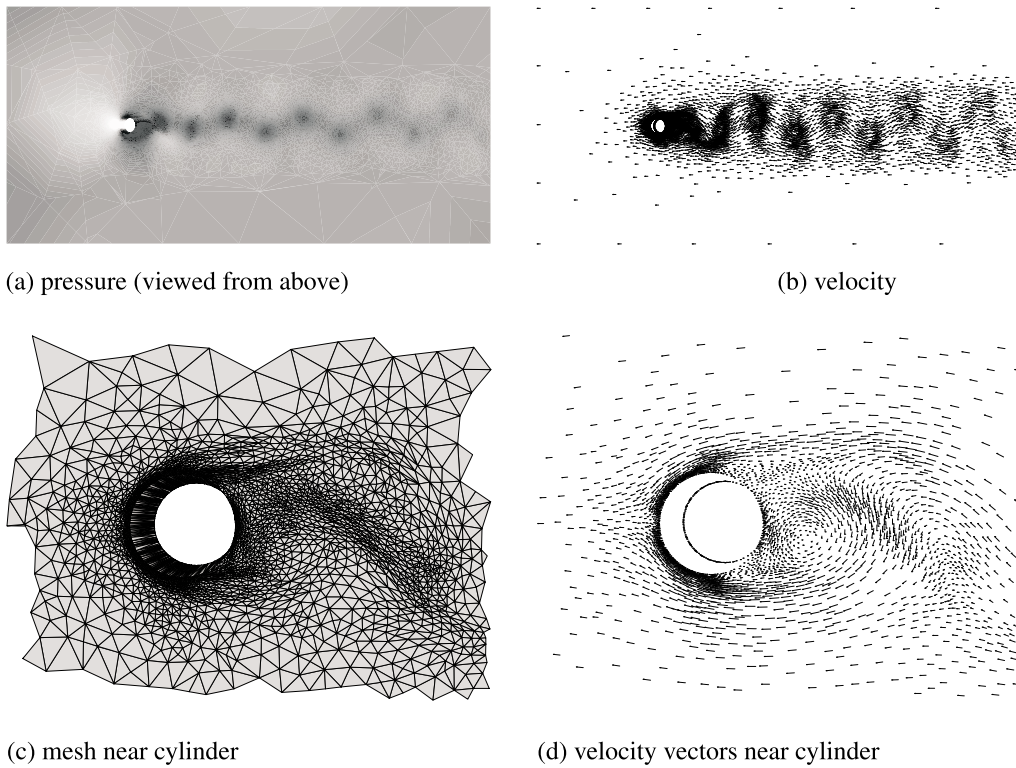 (a) pressure (viewed from above)
(b) velocity
(c) mesh near cylinder
(d) velocity vectors near cylinder